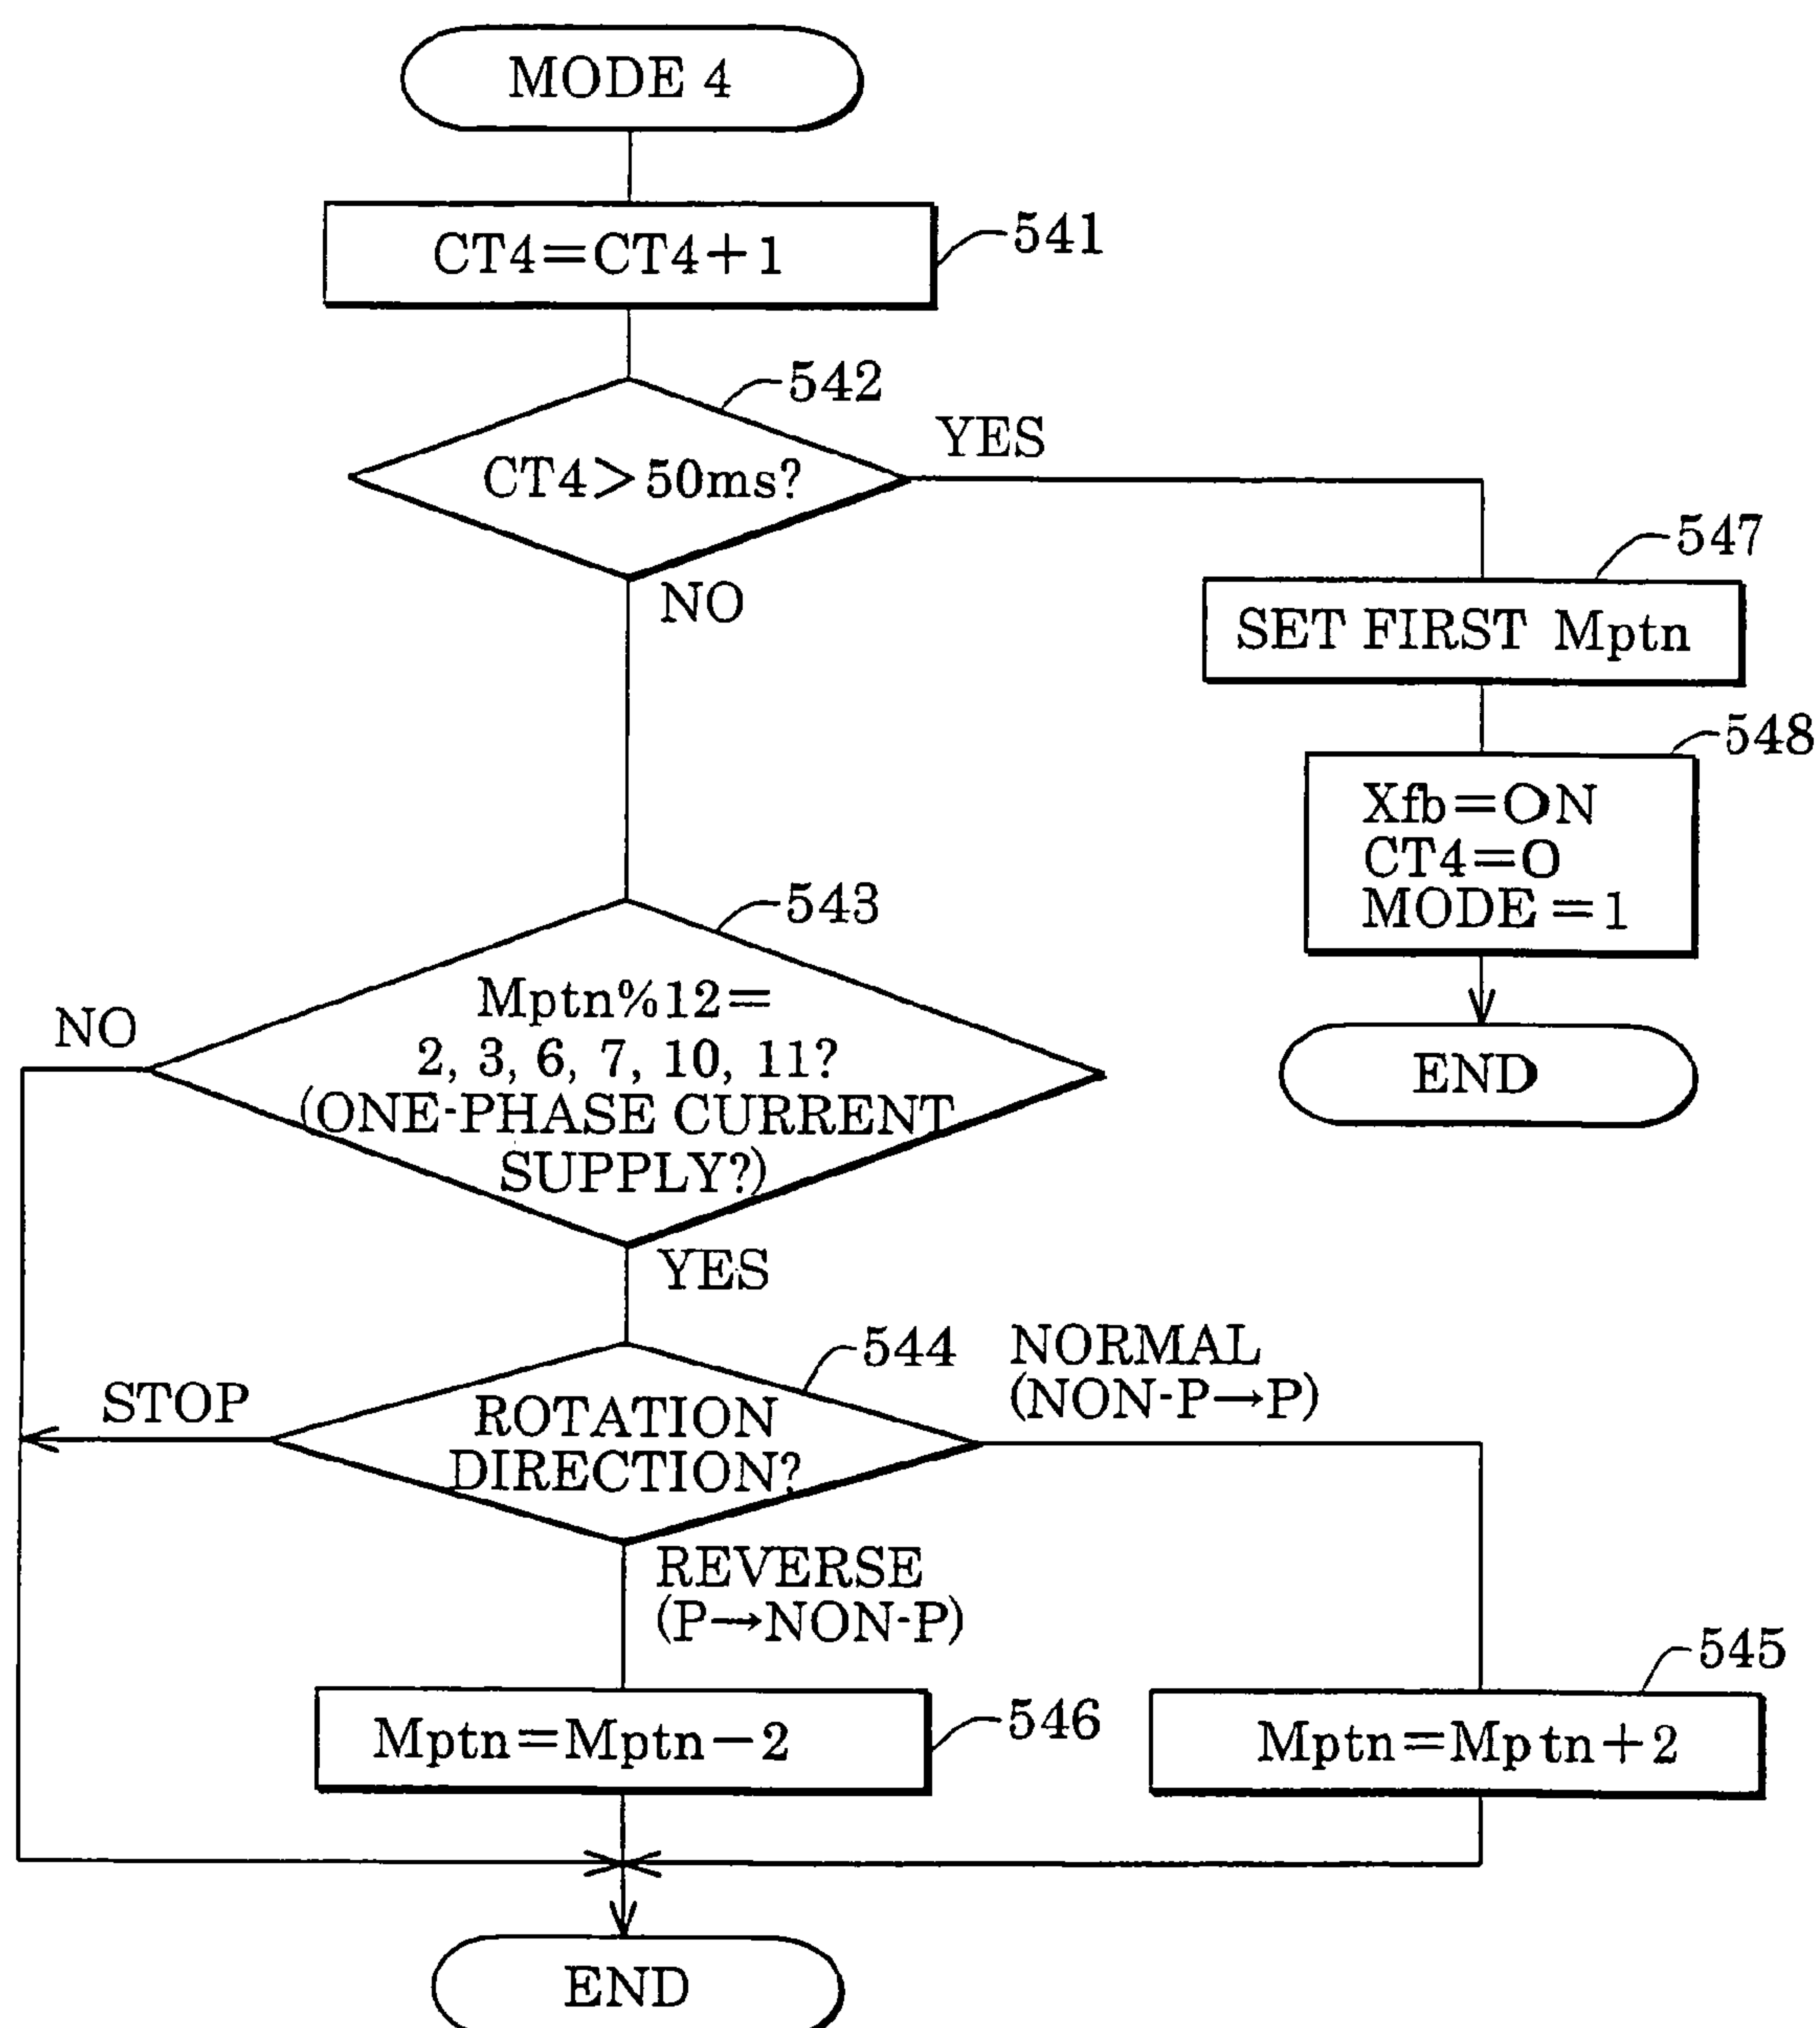 MODE 4
CT4=CT4+1
541
542
CT4>50ms?
YES
NO
547
SET FIRST Mptn
548
Xfb=ON
CT4=0
MODE=1
END
543
Mptn%12=
2, 3, 6, 7, 10, 11?
(ONE-PHASE CURRENT
SUPPLY?)
NO
YES
544
ROTATION
DIRECTION?
STOP
NORMAL
(NON-P→P)
REVERSE
(P→NON-P)
545
Mptn=Mptn+2
546
Mptn=Mptn-2
END